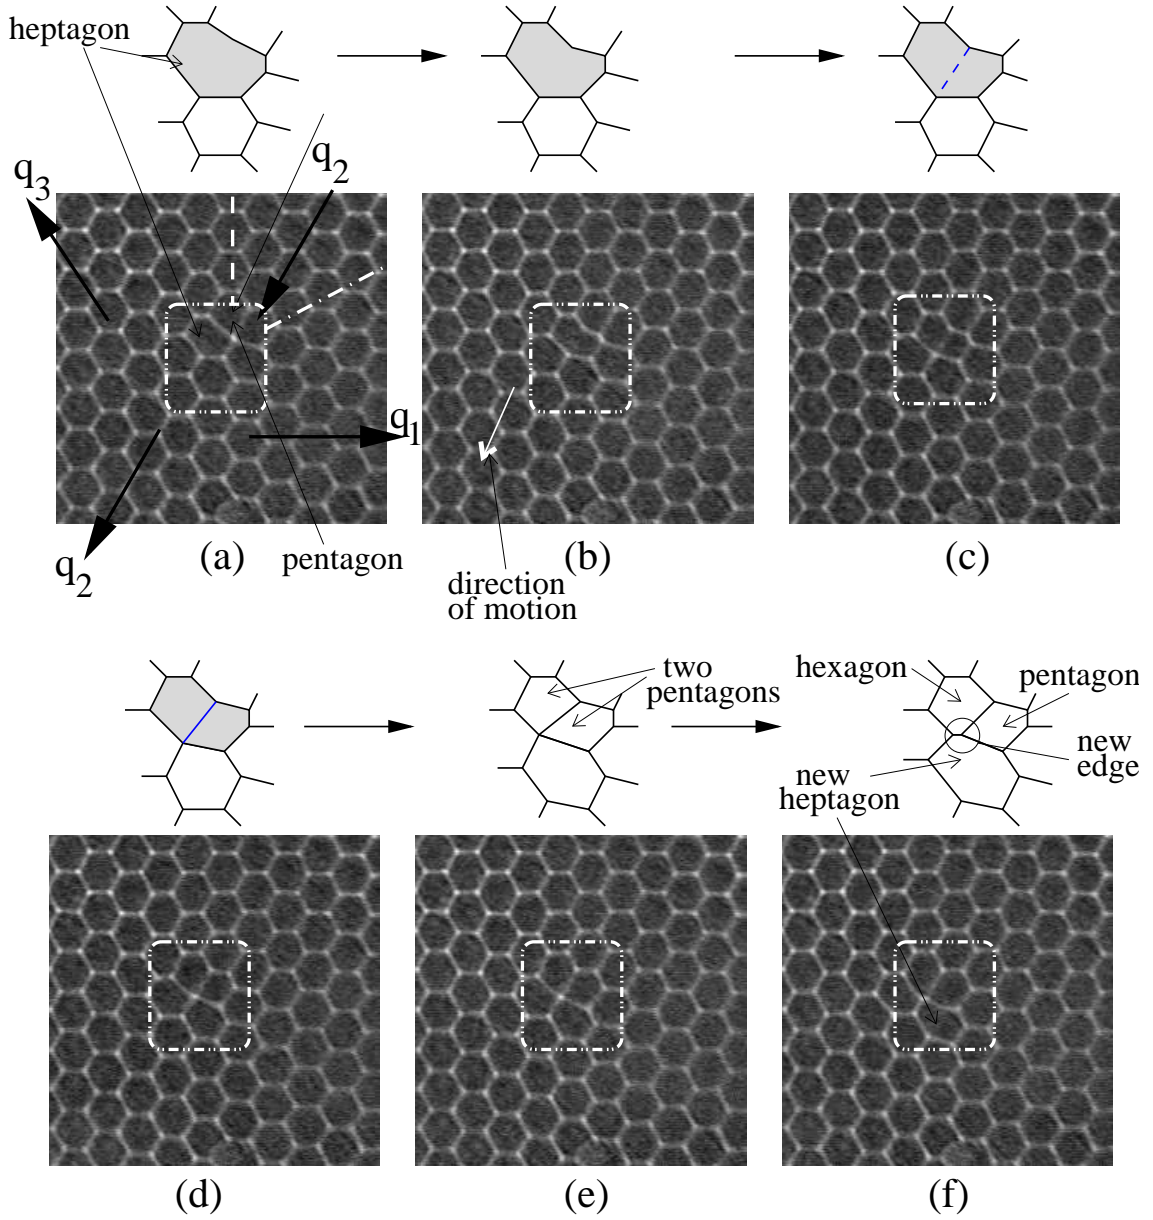 heptagon
q2
q3
q1
q2
pentagon
(a)
(b)
(c)
direction
of motion
two
pentagons
hexagon
pentagon
new
edge
new
heptagon
(d)
(e)
(f)